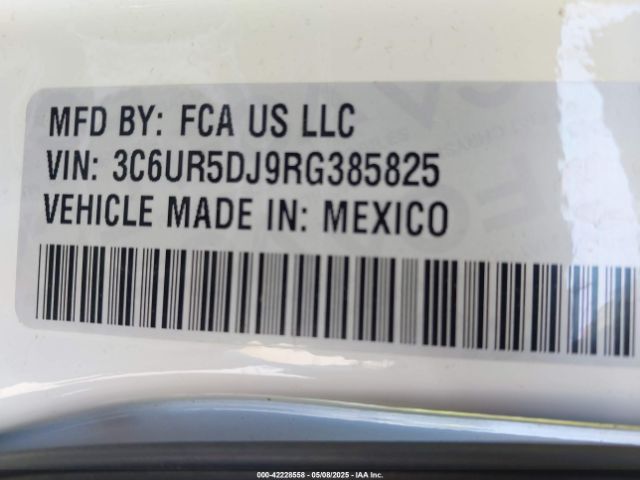 MFD BY: FCA US LLC
VIN: 3C6UR5DJ9RG385825
VEHICLE MADE IN: MEXICO
000-42228558 - 05/08/2025 - IAA Inc.